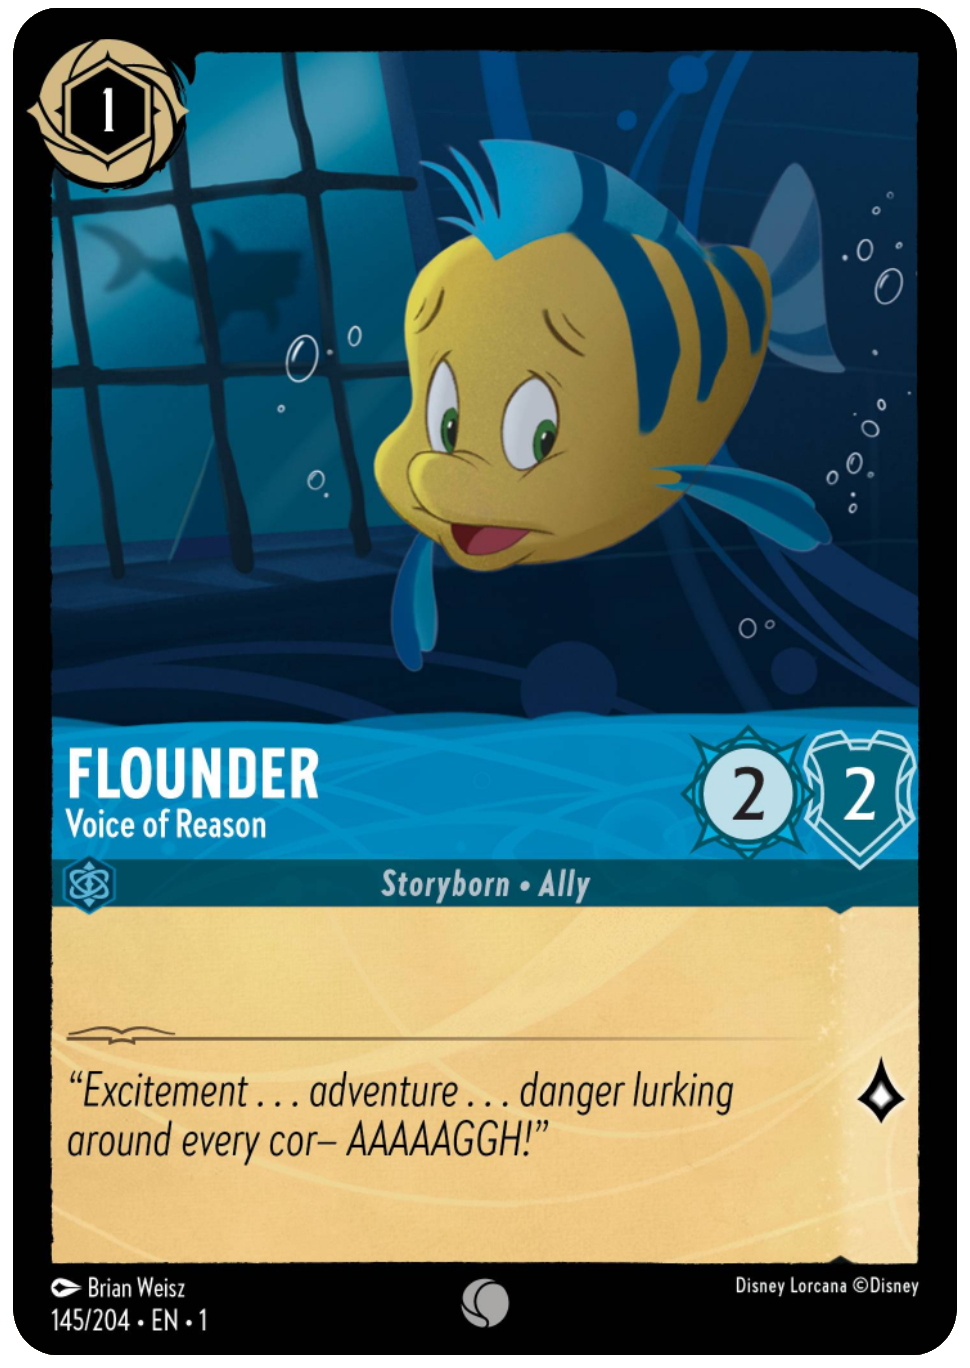 1
FLOUNDER
Voice of Reason
2
2
Storyborn • Ally
“Excitement . . . adventure . . . danger lurking
around every cor– AAAAAGGH!”
Brian Weisz
Disney Lorcana ©Disney
145/204 • EN • 1